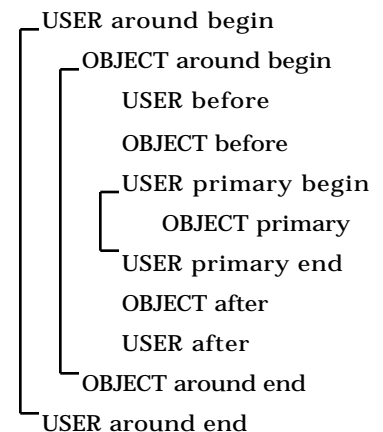 USER around begin
OBJECT around begin
USER before
OBJECT before
USER primary begin
OBJECT primary
USER primary end
OBJECT after
USER after
OBJECT around end
USER around end